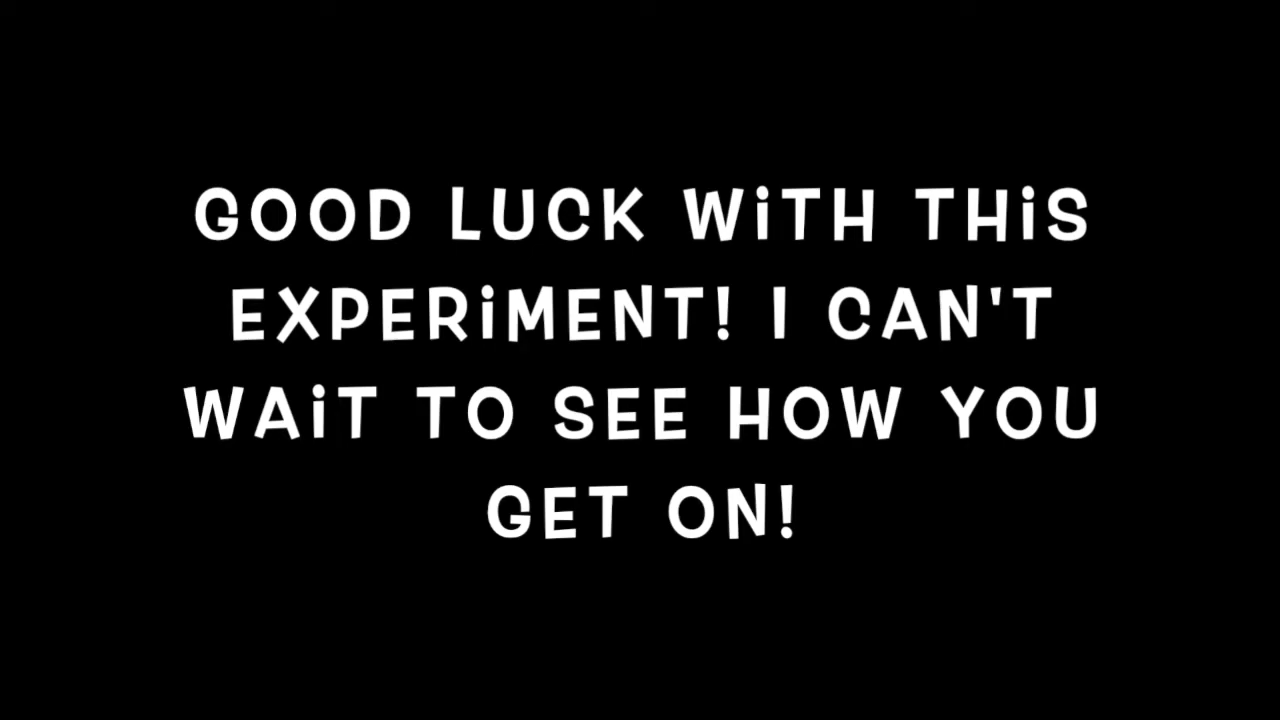 GOOD LUCK WiTH THiS
EXPERiMENT! I CAN'T
WAiT TO SEE HOW YOU
GET ON!